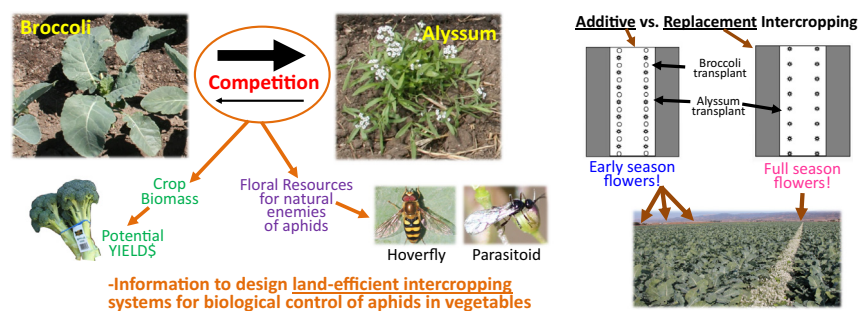 Broccoli
Alyssum
Competition
Crop
Biomass
Potential
YIELD$
Floral Resources
for natural
enemies
of aphids
Hoverfly
Parasitoid
-Information to design land-efficient intercropping
systems for biological control of aphids in vegetables
Additive vs. Replacement Intercropping
Broccoli
transplant
Alyssum
transplant
Early season
flowers!
Full season
flowers!